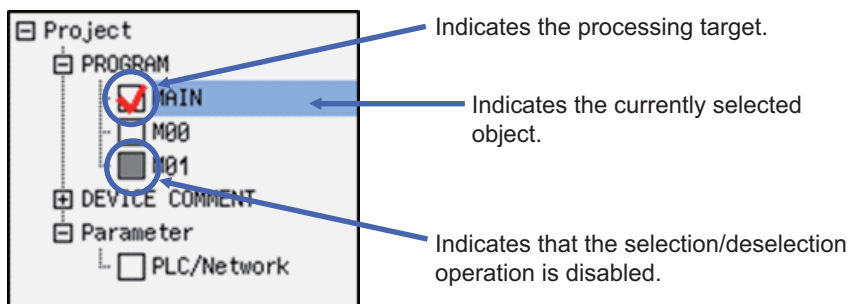 Project
PROGRAM
MAIN
M00
M01
DEVICE COMMENT
Parameter
PLC/Network
Indicates the processing target.
Indicates the currently selected
object.
Indicates that the selection/deselection
operation is disabled.